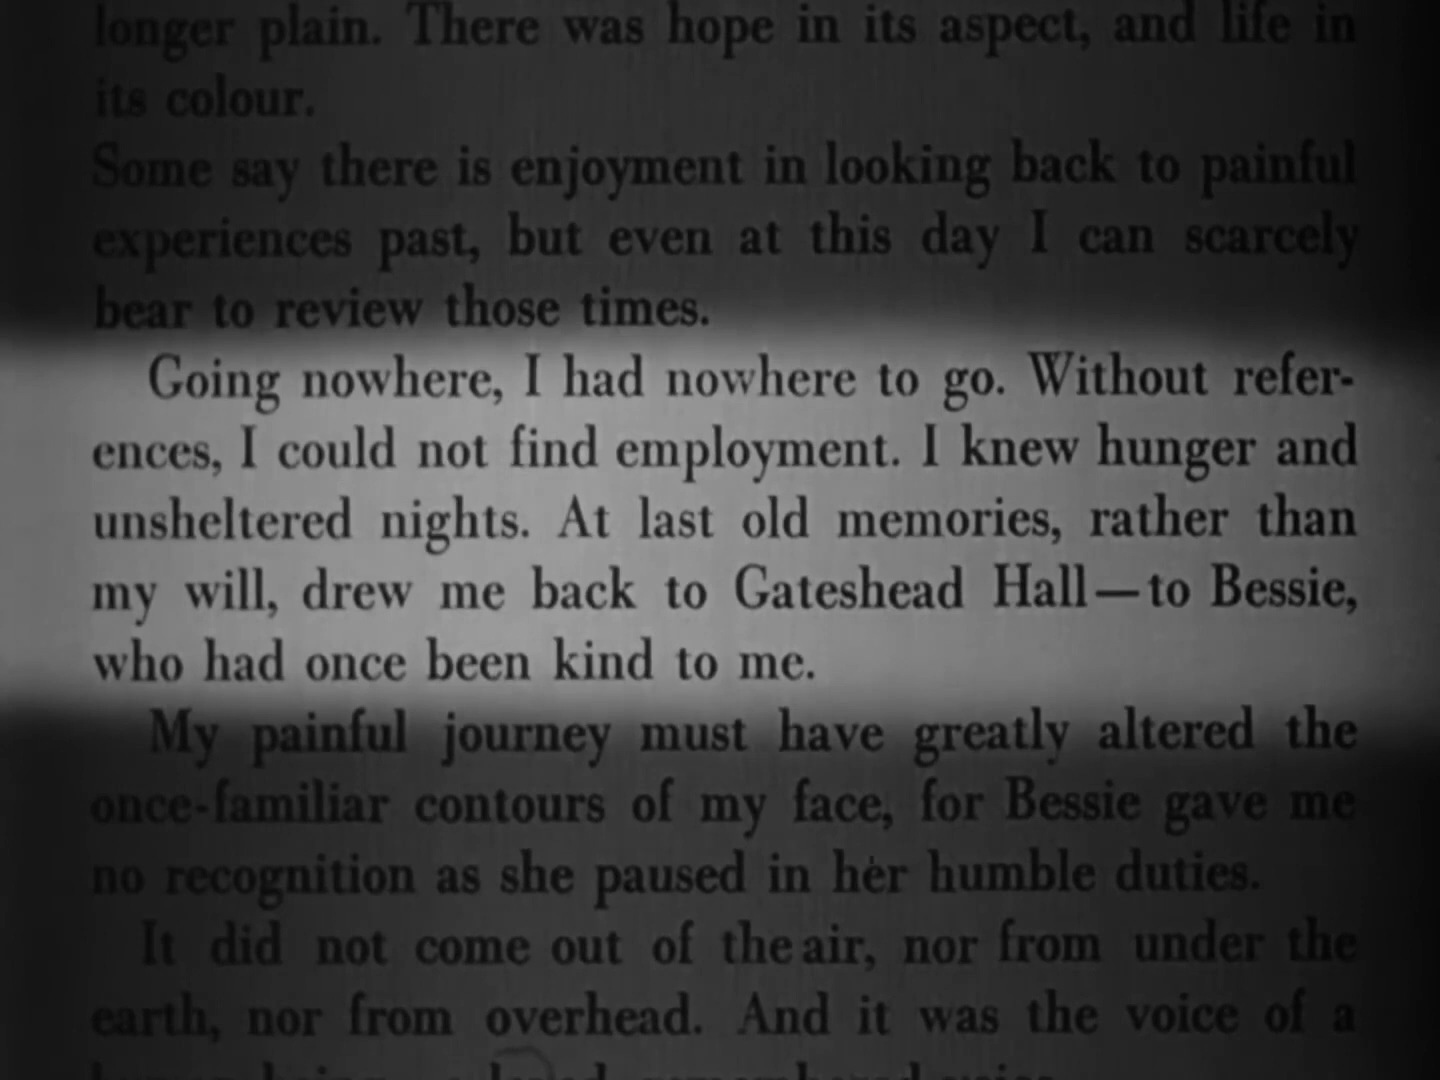 longer plain. There was hope in its aspect, and life in
its colour.
Some say there is enjoyment in looking back to painful
experiences past, but even at this day I can scarcely
bear to review those times.
Going nowhere, I had nowhere to go. Without refer-
ences, I could not find employment. I knew hunger and
unsheltered nights. At last old memories, rather than
my will, drew me back to Gateshead Hall—to Bessie,
who had once been kind to me.
My painful journey must have greatly altered the
once-familiar contours of my face, for Bessie gave me
no recognition as she paused in her humble duties.
It did not come out of the air, nor from under the
earth, nor from overhead. And it was the voice of a